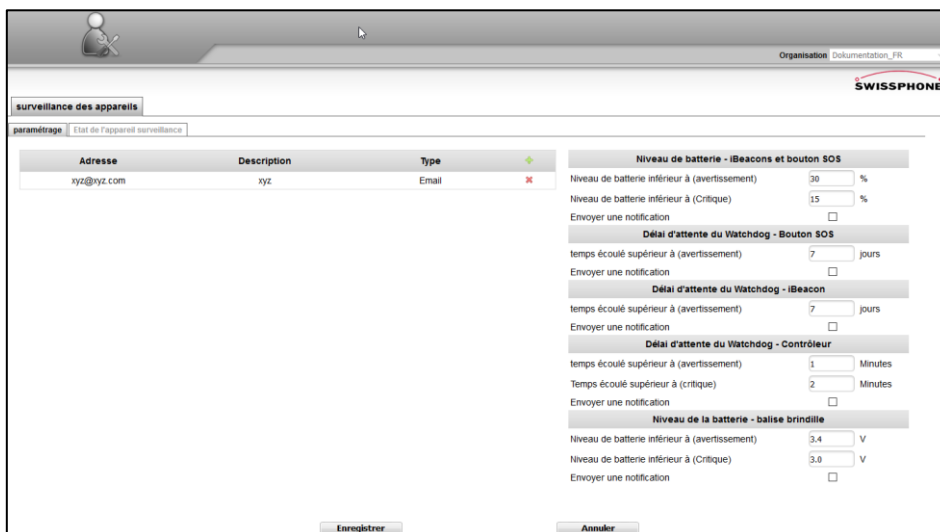 Organisation Dokumentation_FR
SWISSPHONE
surveillance des appareils
paramétrage Etat de l'appareil surveillance
Adresse Description Type
xyz@xyz.com xyz Email
Niveau de batterie - iBeacons et bouton SOS
Niveau de batterie inférieur à (avertissement) 30 %
Niveau de batterie inférieur à (Critique) 15 %
Envoyer une notification
Délai d'attente du Watchdog - Bouton SOS
temps écoulé supérieur à (avertissement) 7 jours
Envoyer une notification
Délai d'attente du Watchdog - iBeacon
temps écoulé supérieur à (avertissement) 7 jours
Envoyer une notification
Délai d'attente du Watchdog - Contrôleur
temps écoulé supérieur à (avertissement) 1 Minutes
Temps écoulé supérieur à (critique) 2 Minutes
Envoyer une notification
Niveau de la batterie - balise brindille
Niveau de batterie inférieur à (avertissement) 3.4 V
Niveau de batterie inférieur à (Critique) 3.0 V
Envoyer une notification
Enregistrer Annuler